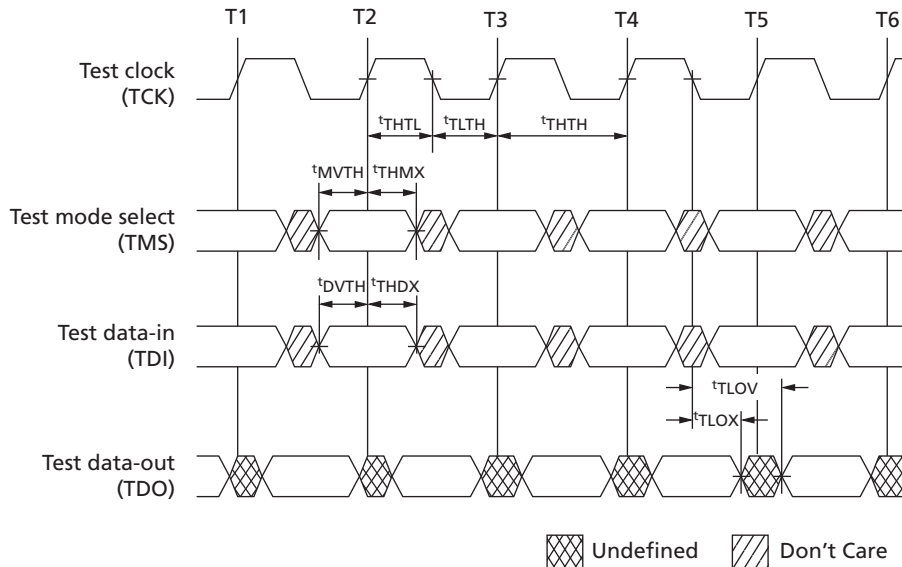 T1 T2 T3 T4 T5 T6
Test clock
(TCK)
tTHTL tTLTH tTHTH
tMVTH tTHMX
Test mode select
(TMS)
tDVTH tTHDX
Test data-in
(TDI)
tTLOV
tTLOX
Test data-out
(TDO)
Undefined Don't Care